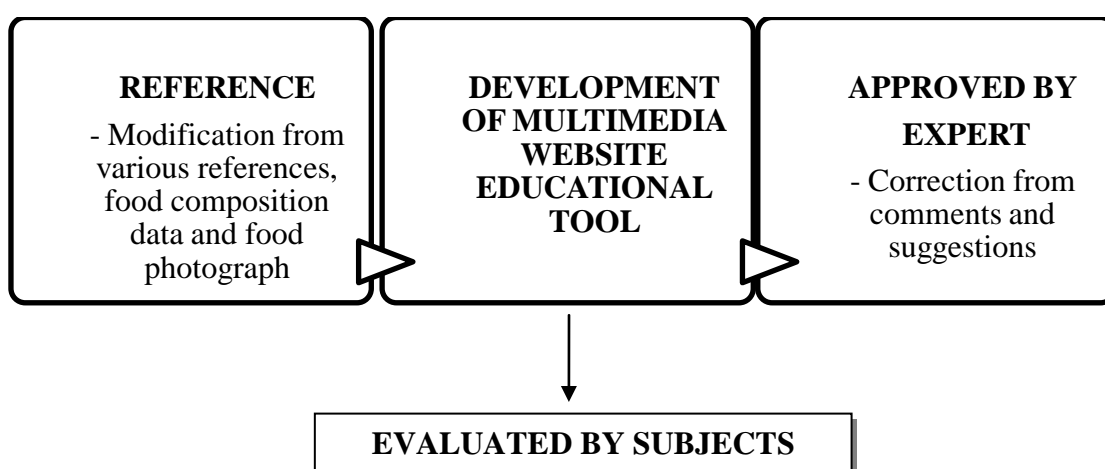 REFERENCE
- Modification from
various references,
food composition
data and food
photograph
DEVELOPMENT
OF MULTIMEDIA
WEBSITE
EDUCATIONAL
TOOL
APPROVED BY
EXPERT
- Correction from
comments and
suggestions
EVALUATED BY SUBJECTS